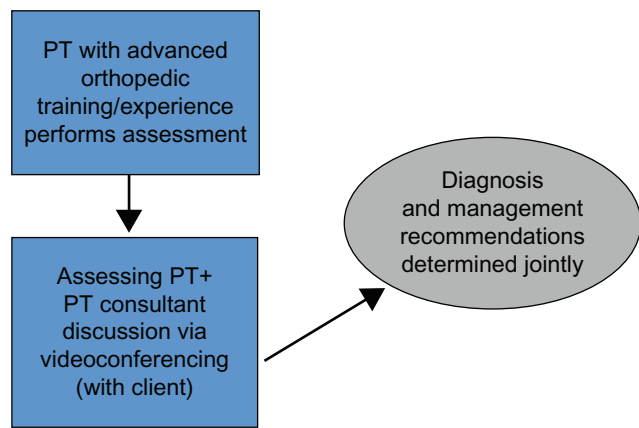 PT with advanced
orthopedic
training/experience
performs assessment
Assessing PT+
PT consultant
discussion via
videoconferencing
(with client)
Diagnosis
and management
recommendations
determined jointly